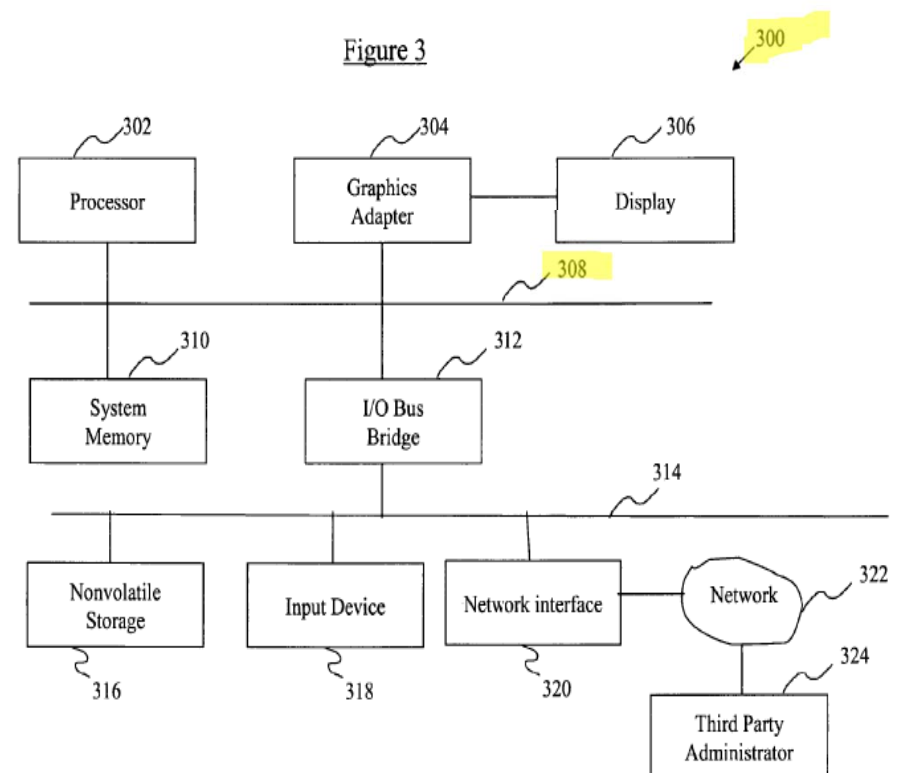 Figure 3
300
302
304
306
Processor
Graphics
Adapter
Display
308
310
312
System
Memory
I/O Bus
Bridge
314
Nonvolatile
Storage
Input Device
Network interface
Network
322
316
318
320
324
Third Party
Administrator